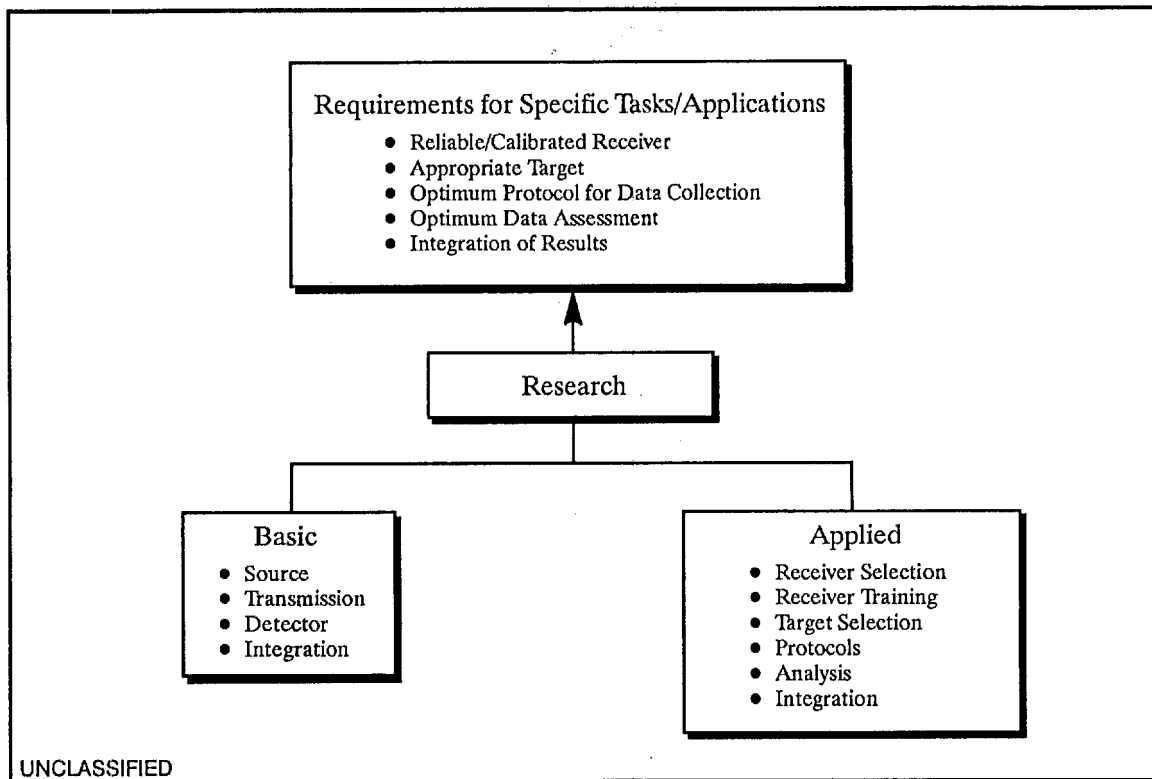 Requirements for Specific Tasks/Applications
● Reliable/Calibrated Receiver
● Appropriate Target
● Optimum Protocol for Data Collection
● Optimum Data Assessment
● Integration of Results
Research
Basic
● Source
● Transmission
● Detector
● Integration
Applied
● Receiver Selection
● Receiver Training
● Target Selection
● Protocols
● Analysis
● Integration
UNCLASSIFIED